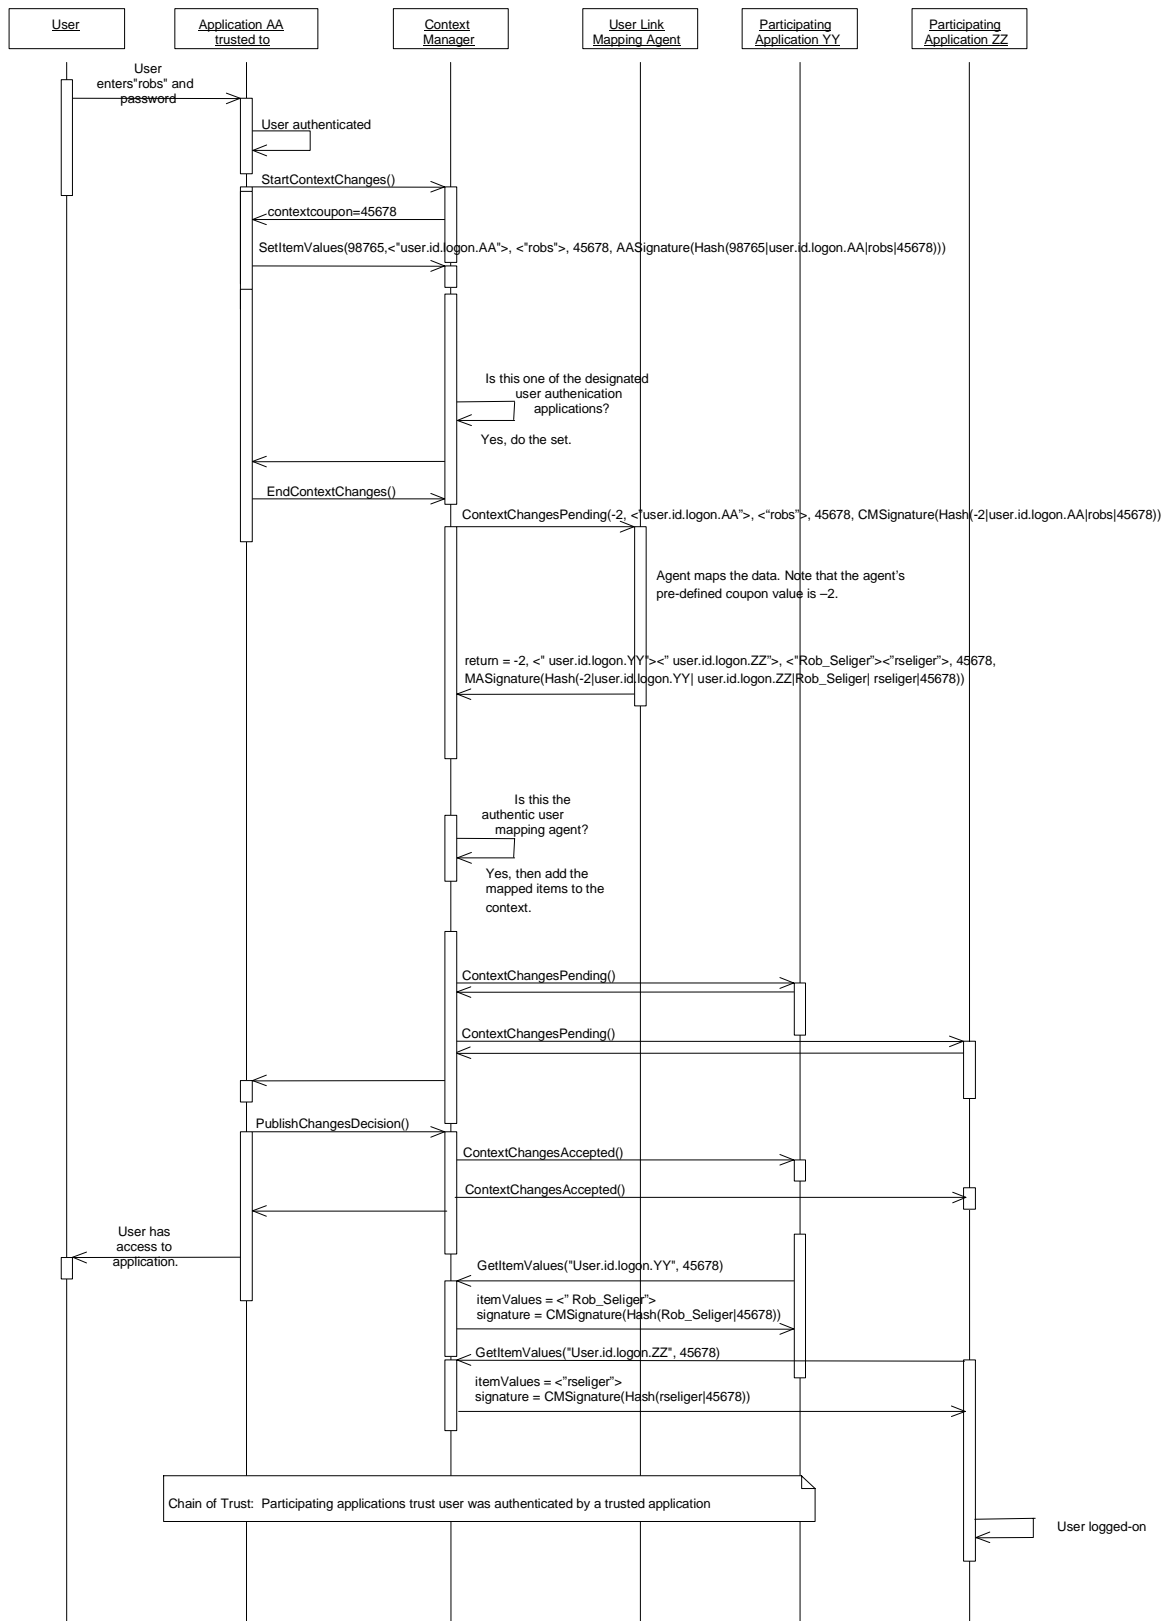 User
Application AA
trusted to
Context
Manager
User Link
Mapping Agent
Participating
Application YY
Participating
Application ZZ
User
enters"robs" and
password
User authenticated
StartContextChanges()
contextcoupon=45678
SetItemValues(98765,<"user.id.logon.AA">, <"robs">, 45678, AASignature(Hash(98765|user.id.logon.AA|robs|45678)))
Is this one of the designated
user authenication
applications?
Yes, do the set.
EndContextChanges()
ContextChangesPending(-2, <"user.id.logon.AA”>, <“robs”>, 45678, CMSignature(Hash(-2|user.id.logon.AA|robs|45678))
Agent maps the data. Note that the agent’s
pre-defined coupon value is –2.
return = -2, <" user.id.logon.YY"><” user.id.logon.ZZ”>, <"Rob_Seliger”><”rseliger”>, 45678,
MASignature(Hash(-2|user.id.logon.YY| user.id.logon.ZZ|Rob_Seliger| rseliger|45678))
Is this the
authentic user
mapping agent?
Yes, then add the
mapped items to the
context.
ContextChangesPending()
ContextChangesPending()
PublishChangesDecision()
ContextChangesAccepted()
ContextChangesAccepted()
User has
access to
application.
GetItemValues("User.id.logon.YY", 45678)
itemValues = <” Rob_Seliger”>
signature = CMSignature(Hash(Rob_Seliger|45678))
GetItemValues("User.id.logon.ZZ", 45678)
itemValues = <”rseliger”>
signature = CMSignature(Hash(rseliger|45678))
Chain of Trust:  Participating applications trust user was authenticated by a trusted application
User logged-on